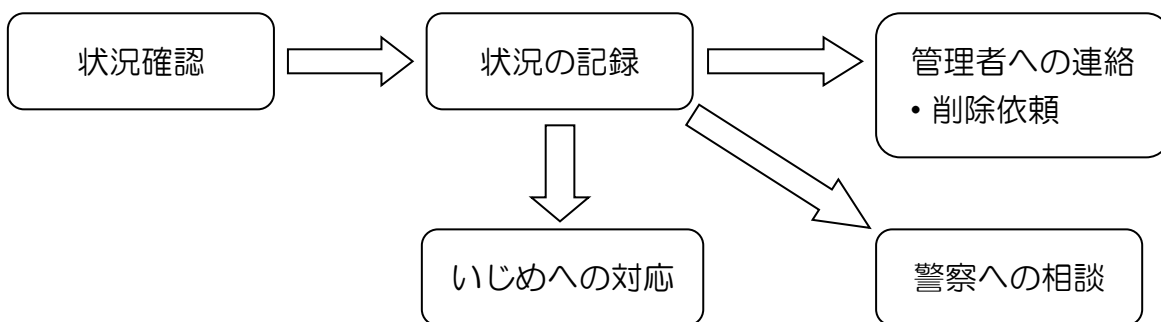 状況確認
状況の記録
管理者への連絡
・削除依頼
いじめへの対応
警察への相談